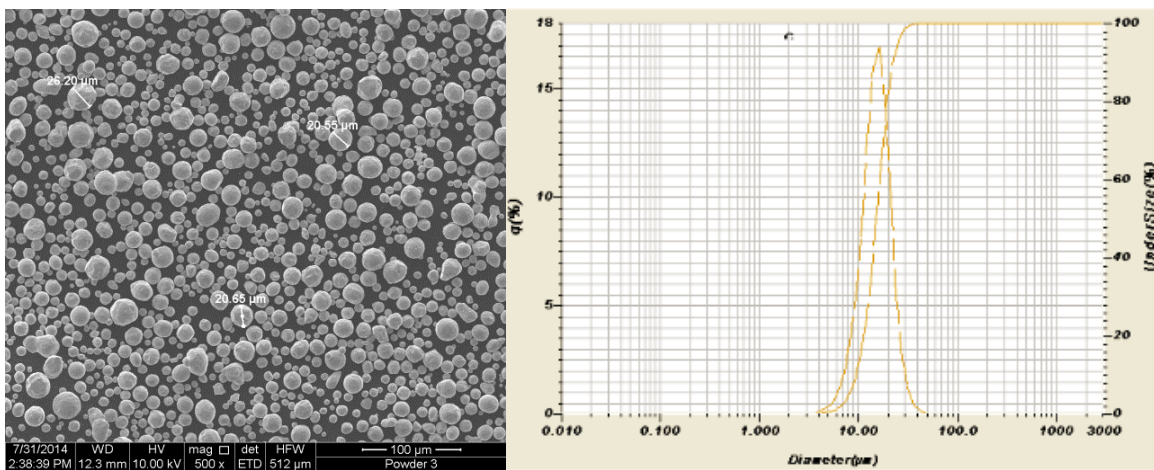 26.20 µm
20.55 µm
20.65 µm
7/31/2014 WD HV mag □ det HFW
2:38:39 PM 12.3 mm 10.00 kV 500 x ETD 512 µm
100 µm
Powder 3
18
15
10
5
0
q(%)
100
80
60
40
20
0
UnderSize(%)
0.010 0.100 1.000 10.00 100.0 1000 3000
Diameter(µm)